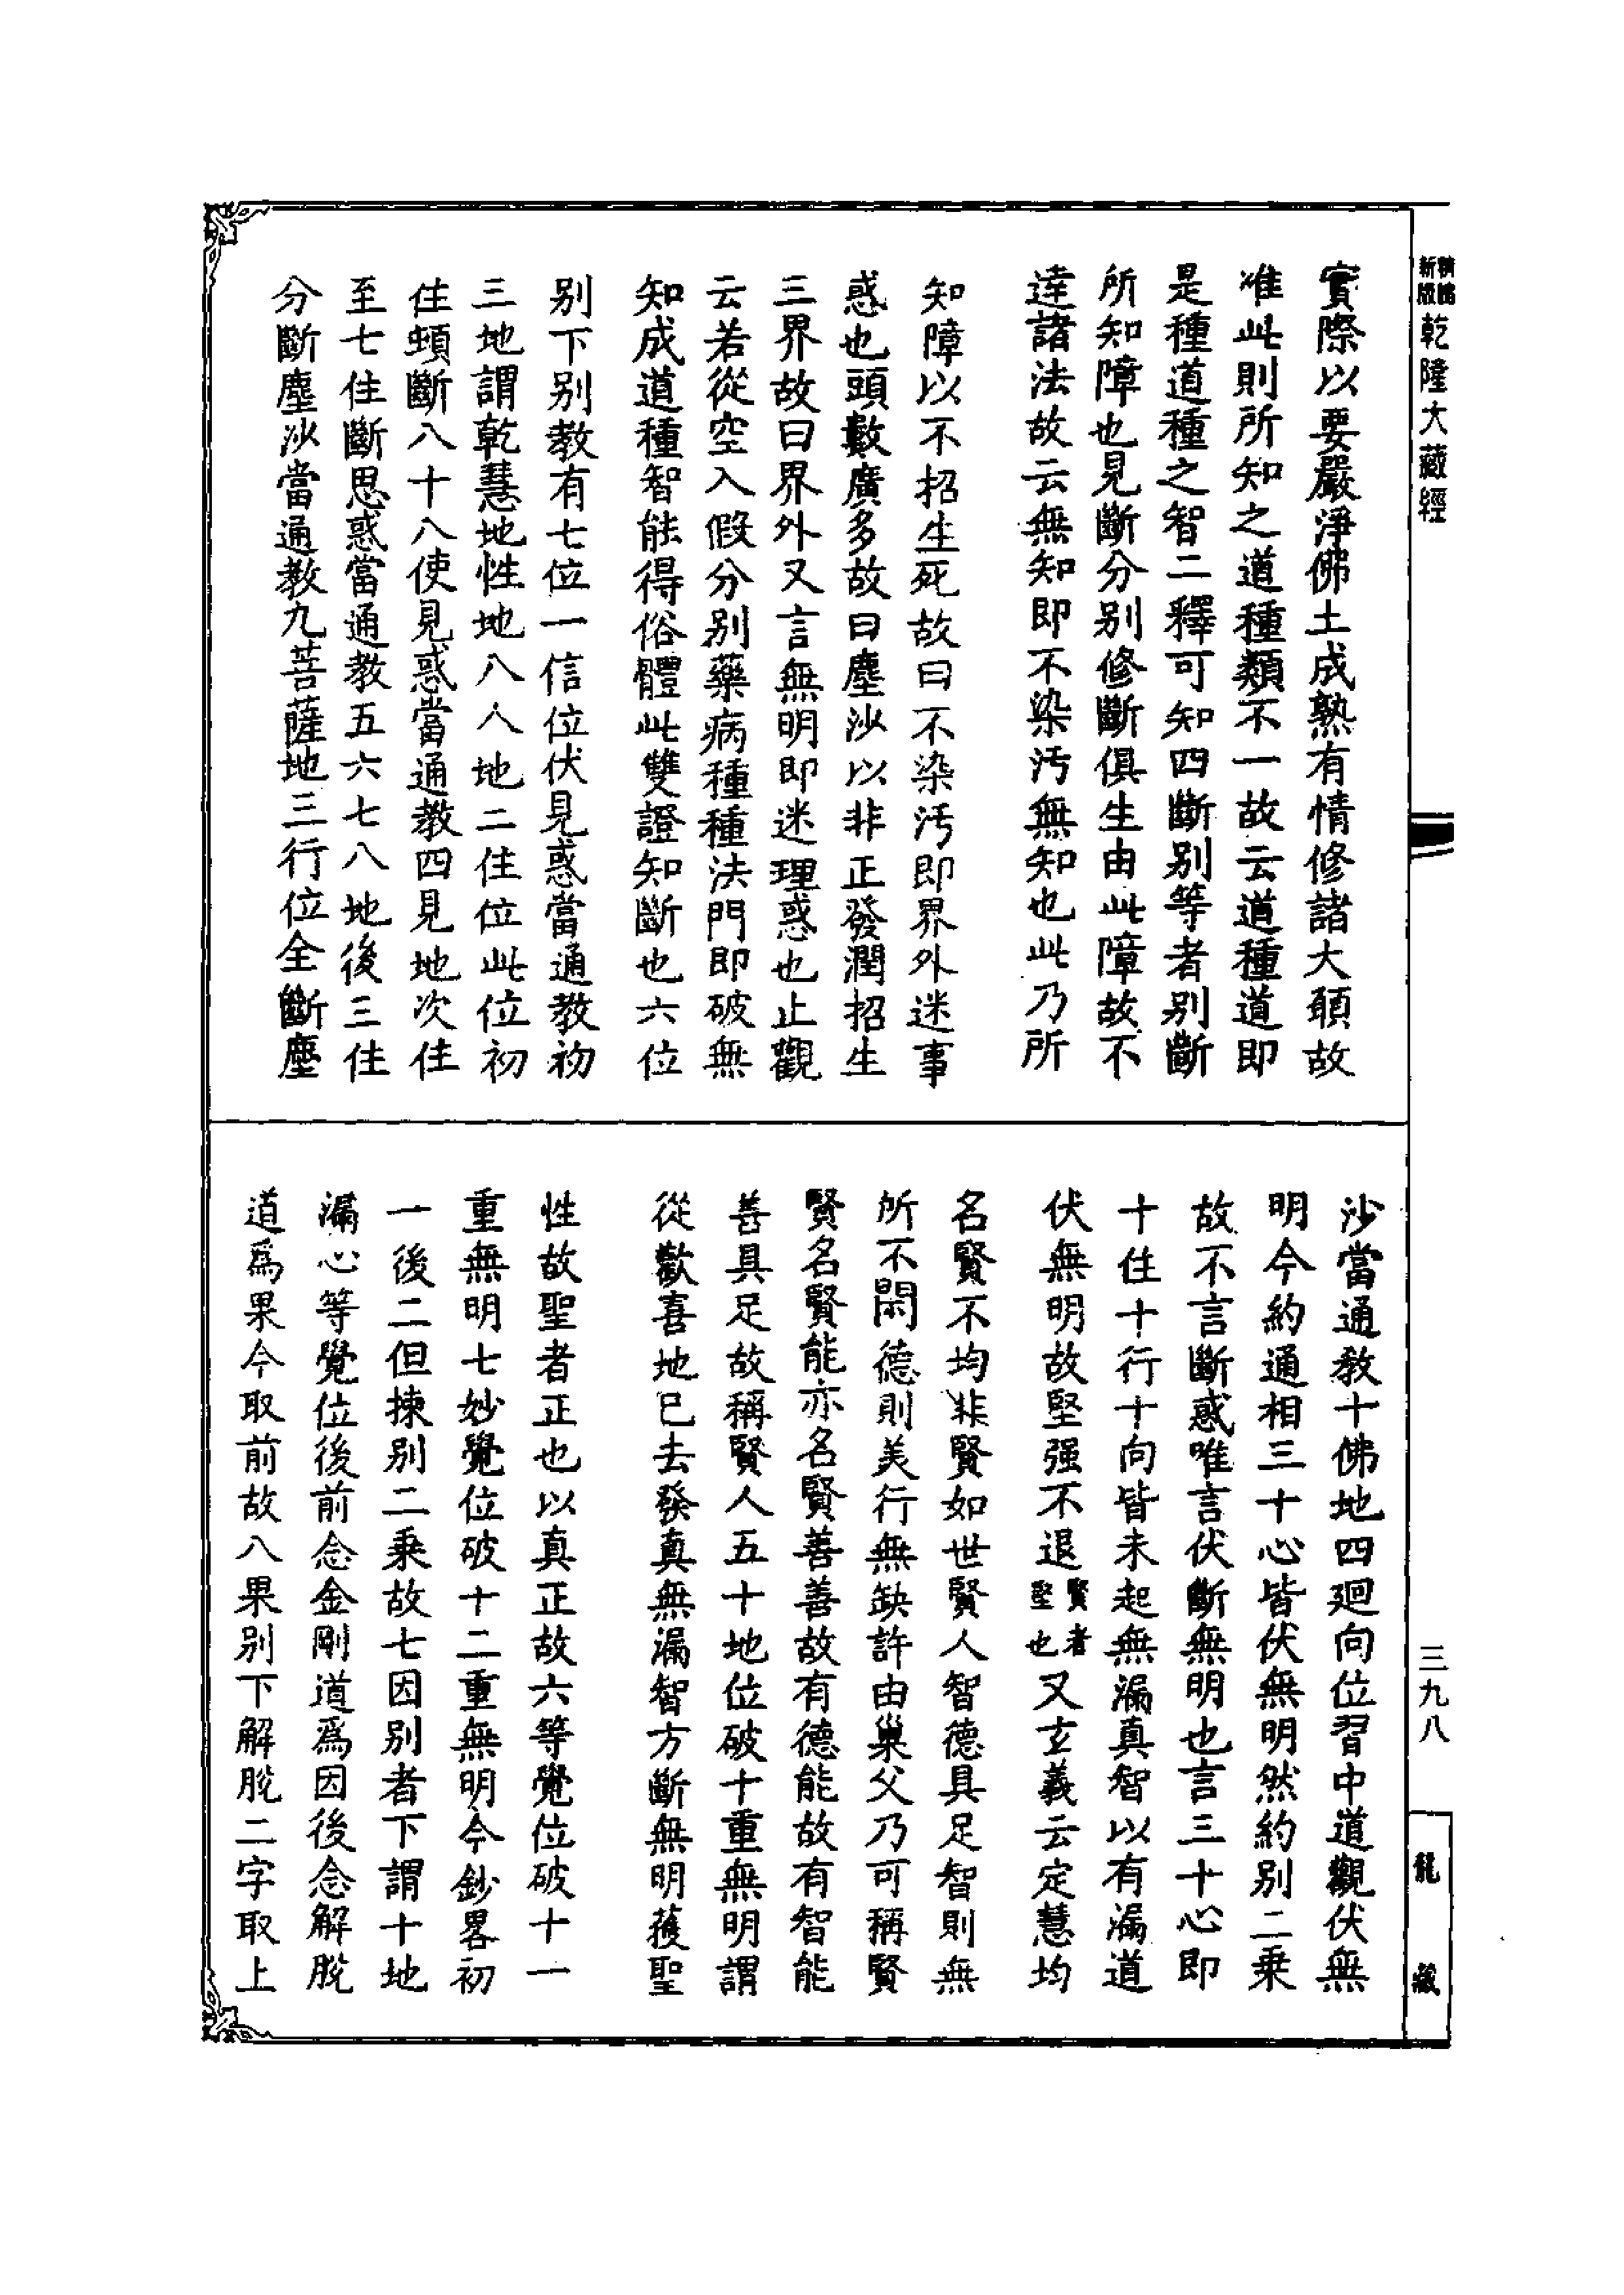 新編縮版乾隆大藏經
實際以要嚴淨佛土成熟有情修諸大願故
准此則所知之道種類不一故云道種道即
是種道種之智二釋可知四斷別等者別斷
所知障也見斷分別修斷俱生由此障故不
達諸法故云無知即不染汚無知也此乃所
知障以不招生死故曰不染汚即界外迷事
惑也頭數廣多故曰塵沙以非正發潤招生
三界故曰界外又言無明即迷理惑也止觀
云若從空入假分別藥病種種法門即破無
知成道種智能得俗體此雙證知斷也六位
別下別教有七位一信位伏見惑當通教初
三地謂乾慧地性地八人地二住位此位初
住頓斷八十八使見惑當通教四見地次住
至七住斷思惑當通教五六七八地後三住
分斷塵沙當通教九菩薩地三行位全斷塵
沙當通教十佛地四廻向位習中道觀伏無
明今約通相三十心皆伏無明然約別二乗
故不言斷惑唯言伏斷無明也言三十心即
十住十行十向皆未起無漏真智以有漏道
伏無明故堅强不退賢者堅也又玄義云定慧均
名賢不均非賢如世賢人智德具足智則無
所不閑德則美行無缺許由巢父乃可稱賢
賢名賢能亦名賢善善故有德能故有智能
善具足故稱賢人五十地位破十重無明謂
從歡喜地已去發真無漏智方斷無明蔓聖
性故聖者正也以真正故六等覺位破十一
重無明七妙覺位破十二重無明今鈔畧初
一後二但揀別二乗故七因別者下謂十地
滿心等覺位後前念金剛道爲因後念解脫
道爲果今取前故八果別下解脫二字取上
三九八
龍藏